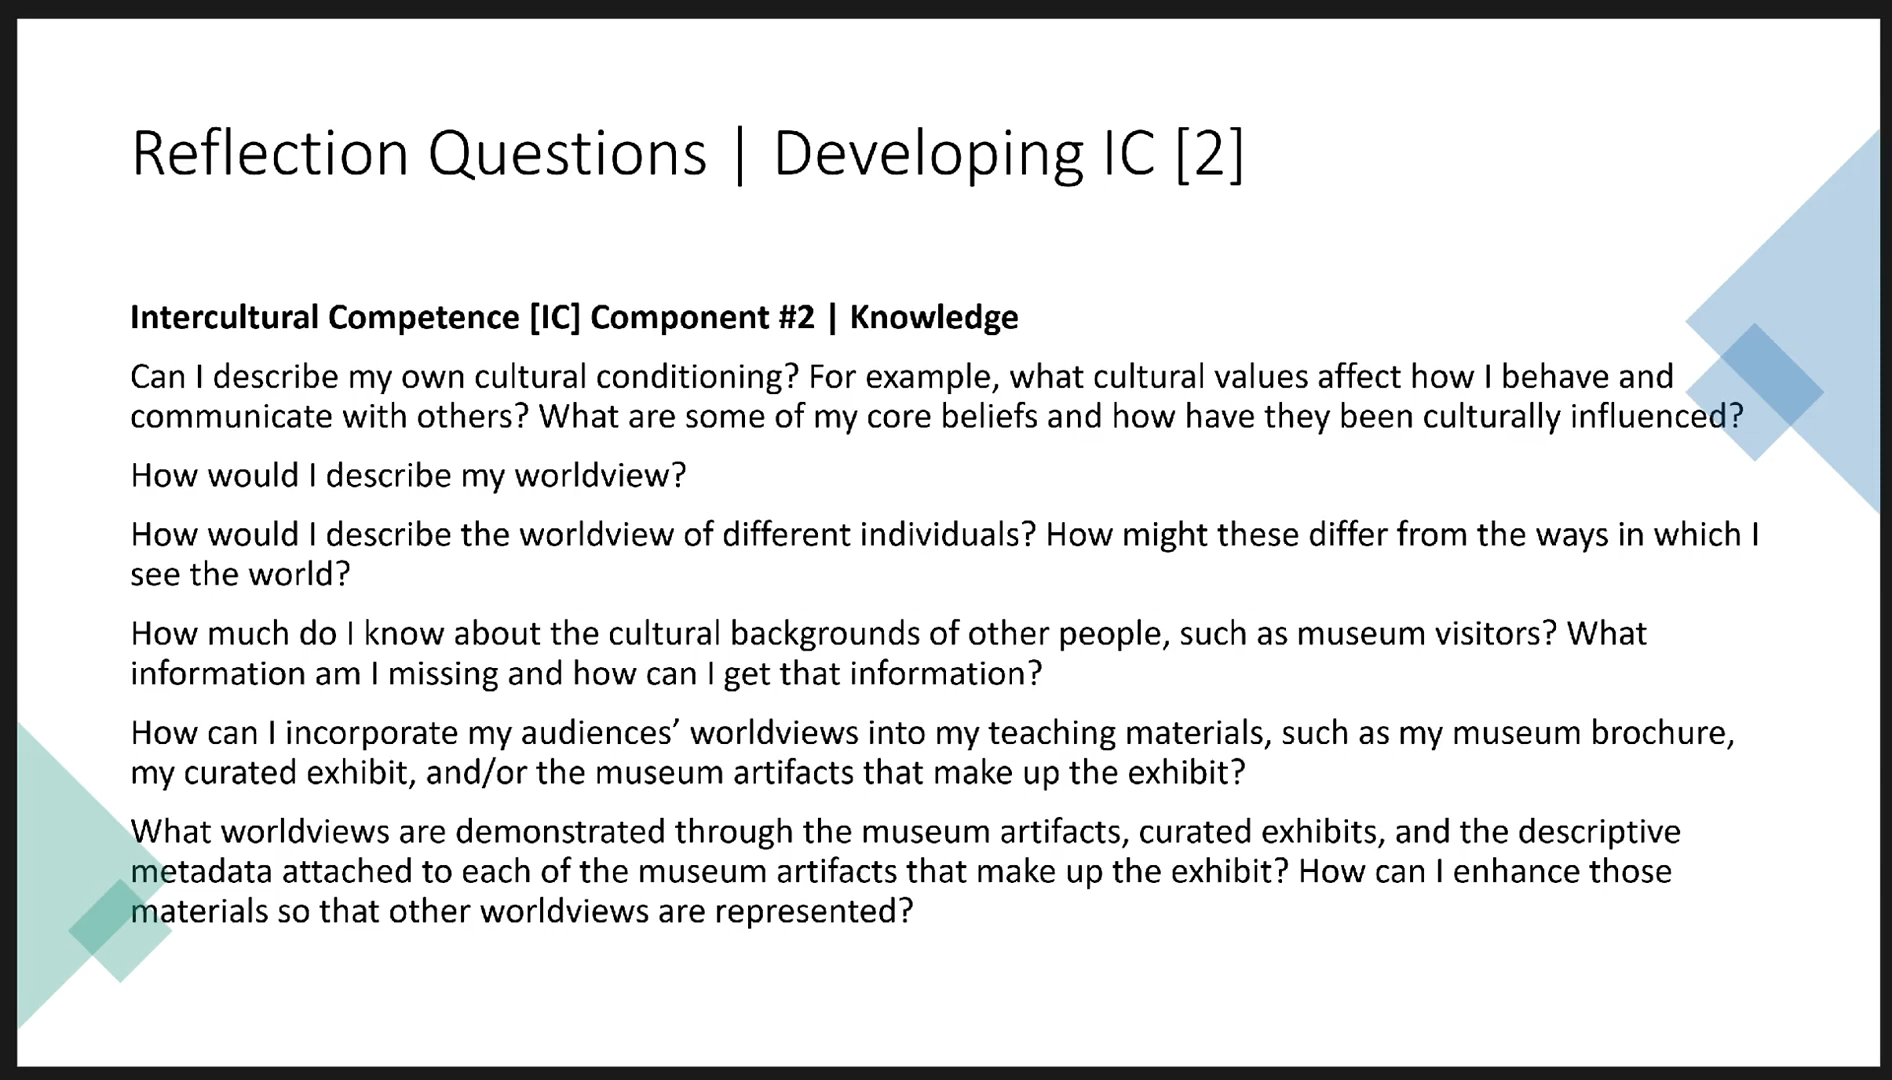 Reflection Questions | Developing IC [2]
Intercultural Competence [IC] Component #2 | Knowledge
Can I describe my own cultural conditioning? For example, what cultural values affect how I behave and
communicate with others? What are some of my core beliefs and how have they been culturally influenced?
How would I describe my worldview?
How would I describe the worldview of different individuals? How might these differ from the ways in which I
see the world?
How much do I know about the cultural backgrounds of other people, such as museum visitors? What
information am I missing and how can I get that information?
How can I incorporate my audiences’ worldviews into my teaching materials, such as my museum brochure,
my curated exhibit, and/or the museum artifacts that make up the exhibit?
What worldviews are demonstrated through the museum artifacts, curated exhibits, and the descriptive
metadata attached to each of the museum artifacts that make up the exhibit? How can I enhance those
materials so that other worldviews are represented?